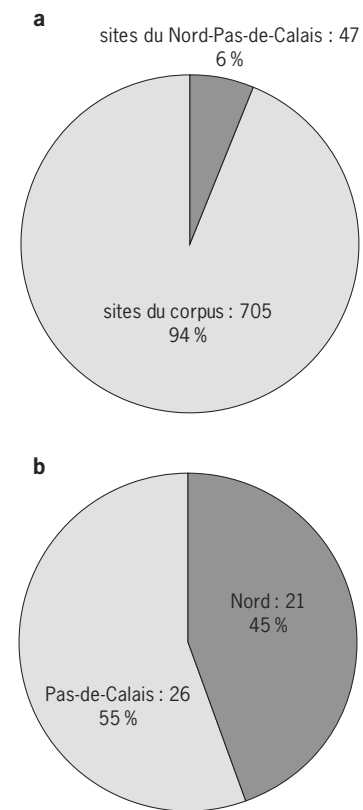 a
sites du Nord-Pas-de-Calais : 47
6 %
sites du corpus : 705
94 %
b
Nord : 21
45 %
Pas-de-Calais : 26
55 %